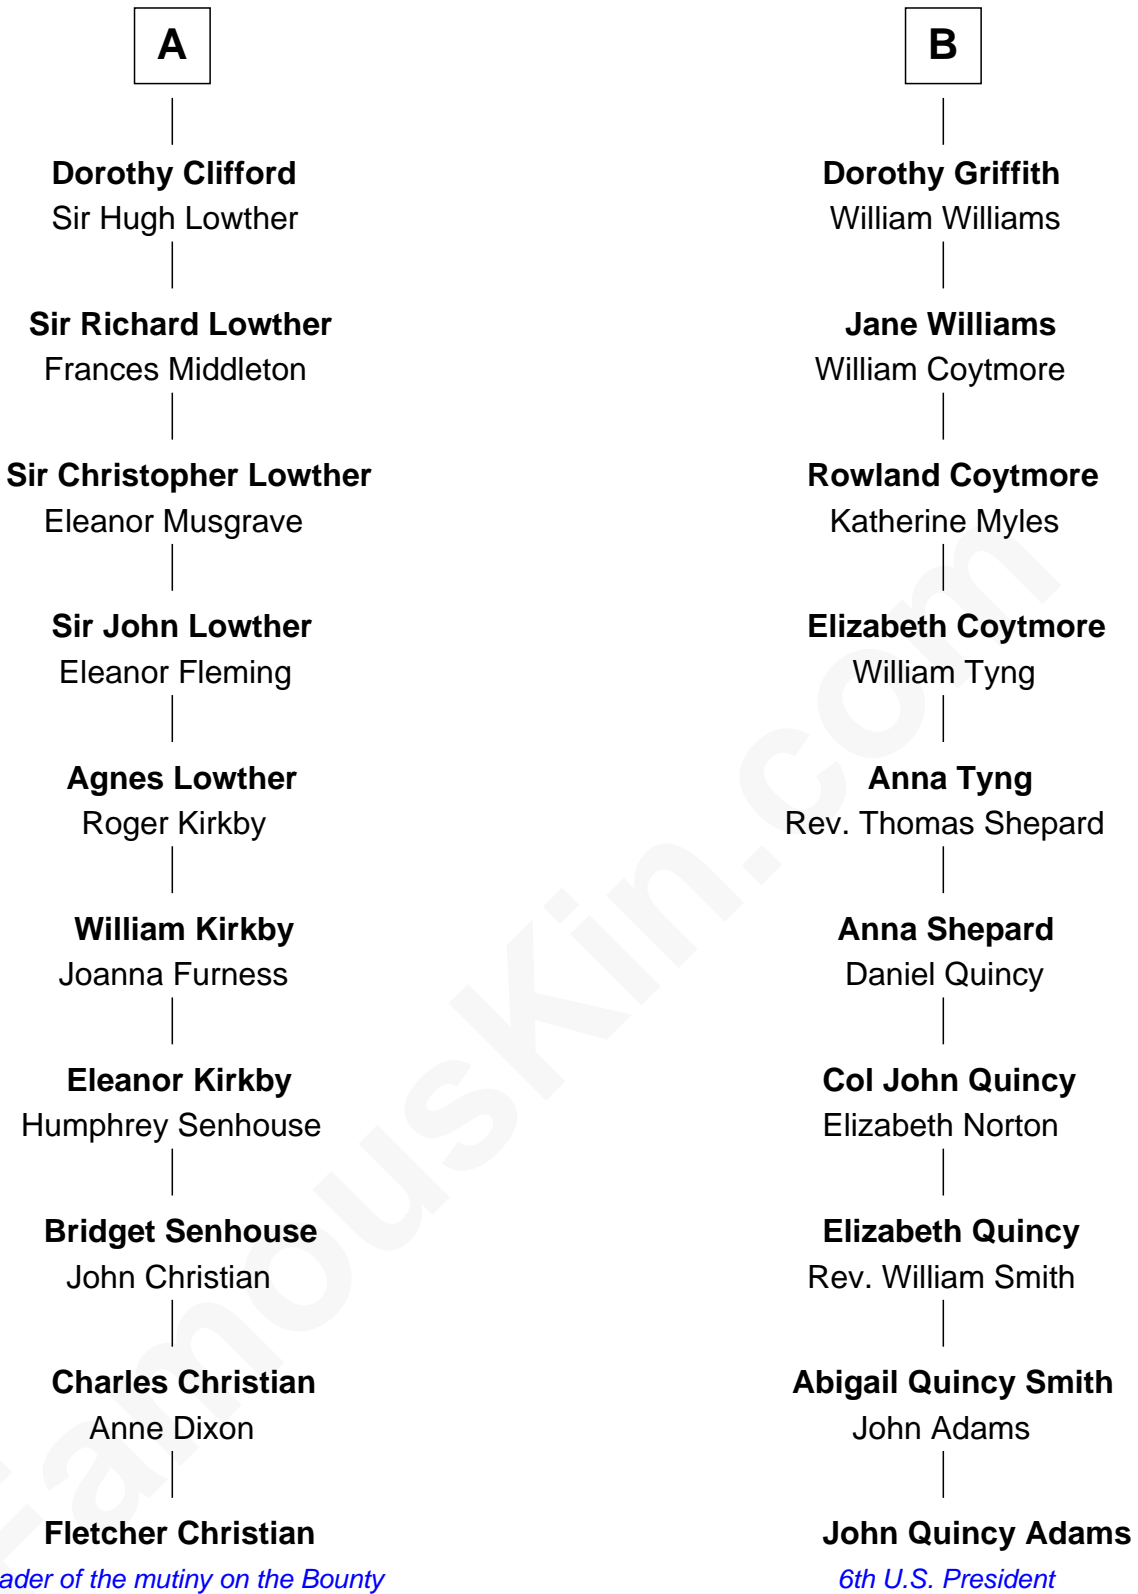 A
Dorothy Clifford
Sir Hugh Lowther
Sir Richard Lowther
Frances Middleton
Sir Christopher Lowther
Eleanor Musgrave
Sir John Lowther
Eleanor Fleming
Agnes Lowther
Roger Kirkby
William Kirkby
Joanna Furness
Eleanor Kirkby
Humphrey Senhouse
Bridget Senhouse
John Christian
Charles Christian
Anne Dixon
Fletcher Christian
ader of the mutiny on the Bounty
B
Dorothy Griffith
William Williams
Jane Williams
William Coytmore
Rowland Coytmore
Katherine Myles
Elizabeth Coytmore
William Tyng
Anna Tyng
Rev. Thomas Shepard
Anna Shepard
Daniel Quincy
Col John Quincy
Elizabeth Norton
Elizabeth Quincy
Rev. William Smith
Abigail Quincy Smith
John Adams
John Quincy Adams
6th U.S. President
FamousKin.com